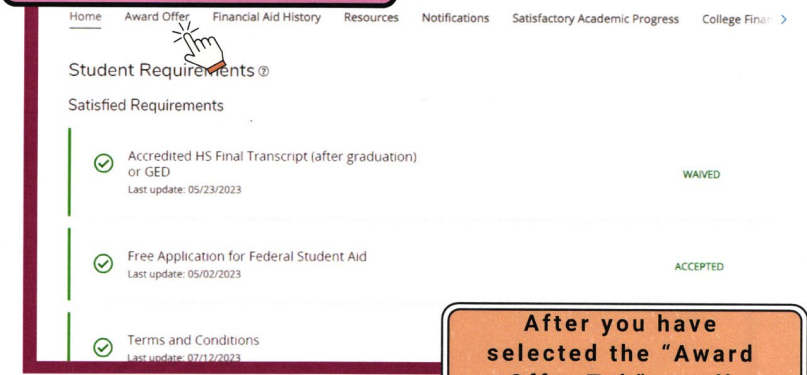 Home Award Offer Financial Aid History Resources Notifications Satisfactory Academic Progress College Finan
Student Requirements
Satisfied Requirements
Accredited HS Final Transcript (after graduation)
or GED
WAIVED
Last update: 05/23/2023
Free Application for Federal Student Aid
ACCEPTED
Last update: 05/02/2023
Terms and Conditions
Last update: 07/12/2023
After you have
selected the "Award